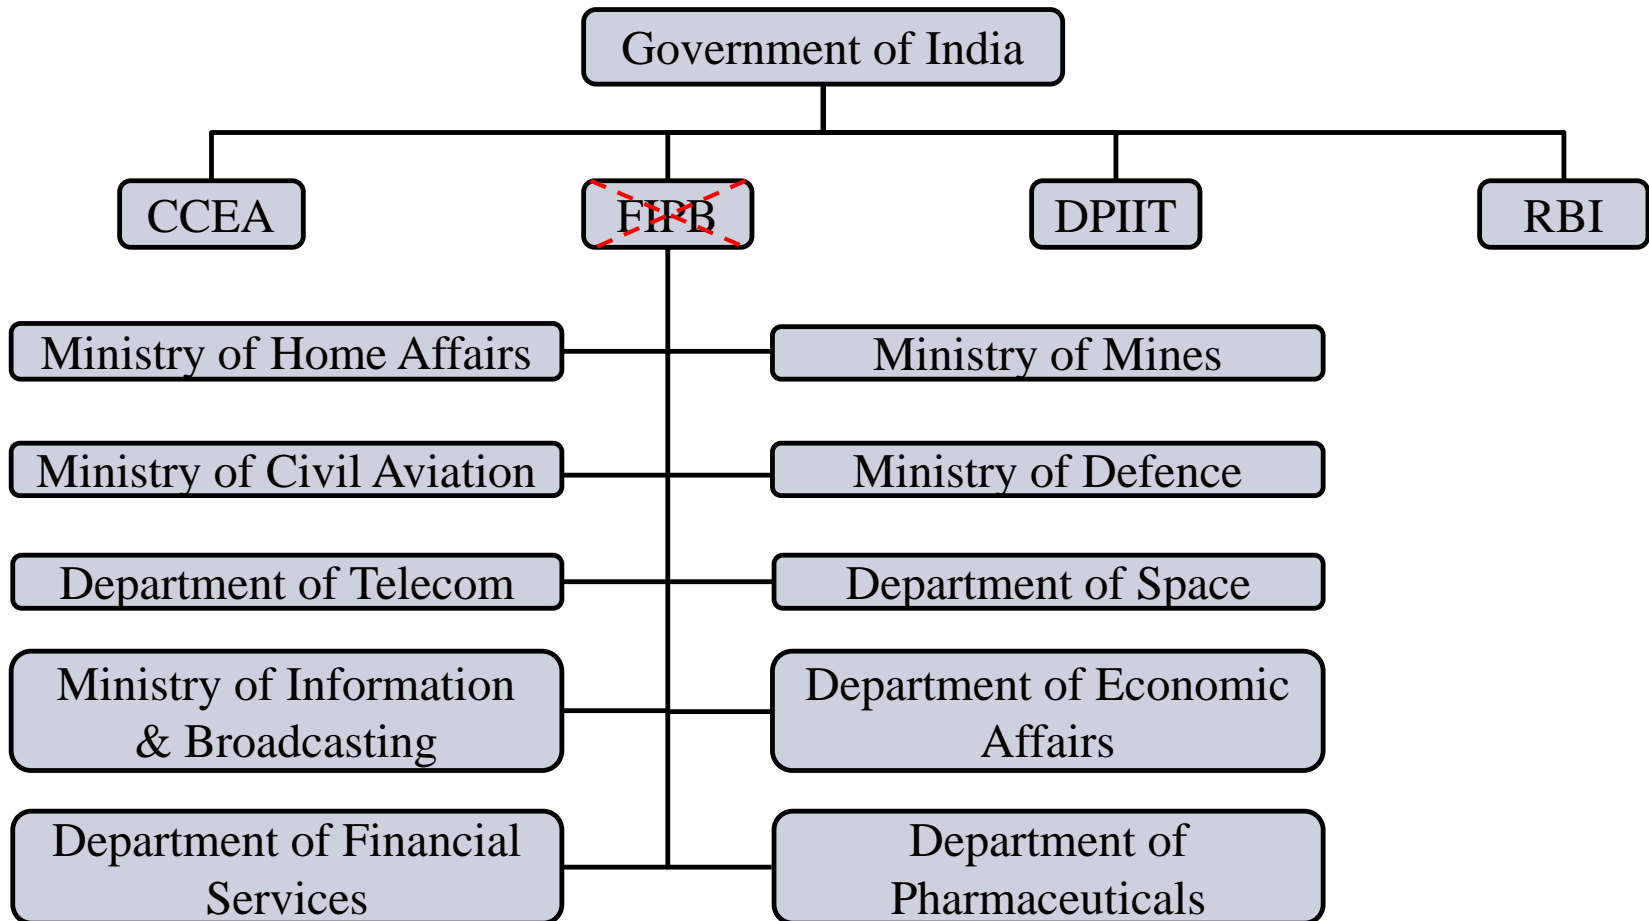 Government of India
CCEA
FIPB
DPIIT
RBI
Ministry of Home Affairs
Ministry of Mines
Ministry of Civil Aviation
Ministry of Defence
Department of Telecom
Department of Space
Ministry of Information
& Broadcasting
Department of Economic
Affairs
Department of Financial
Services
Department of
Pharmaceuticals